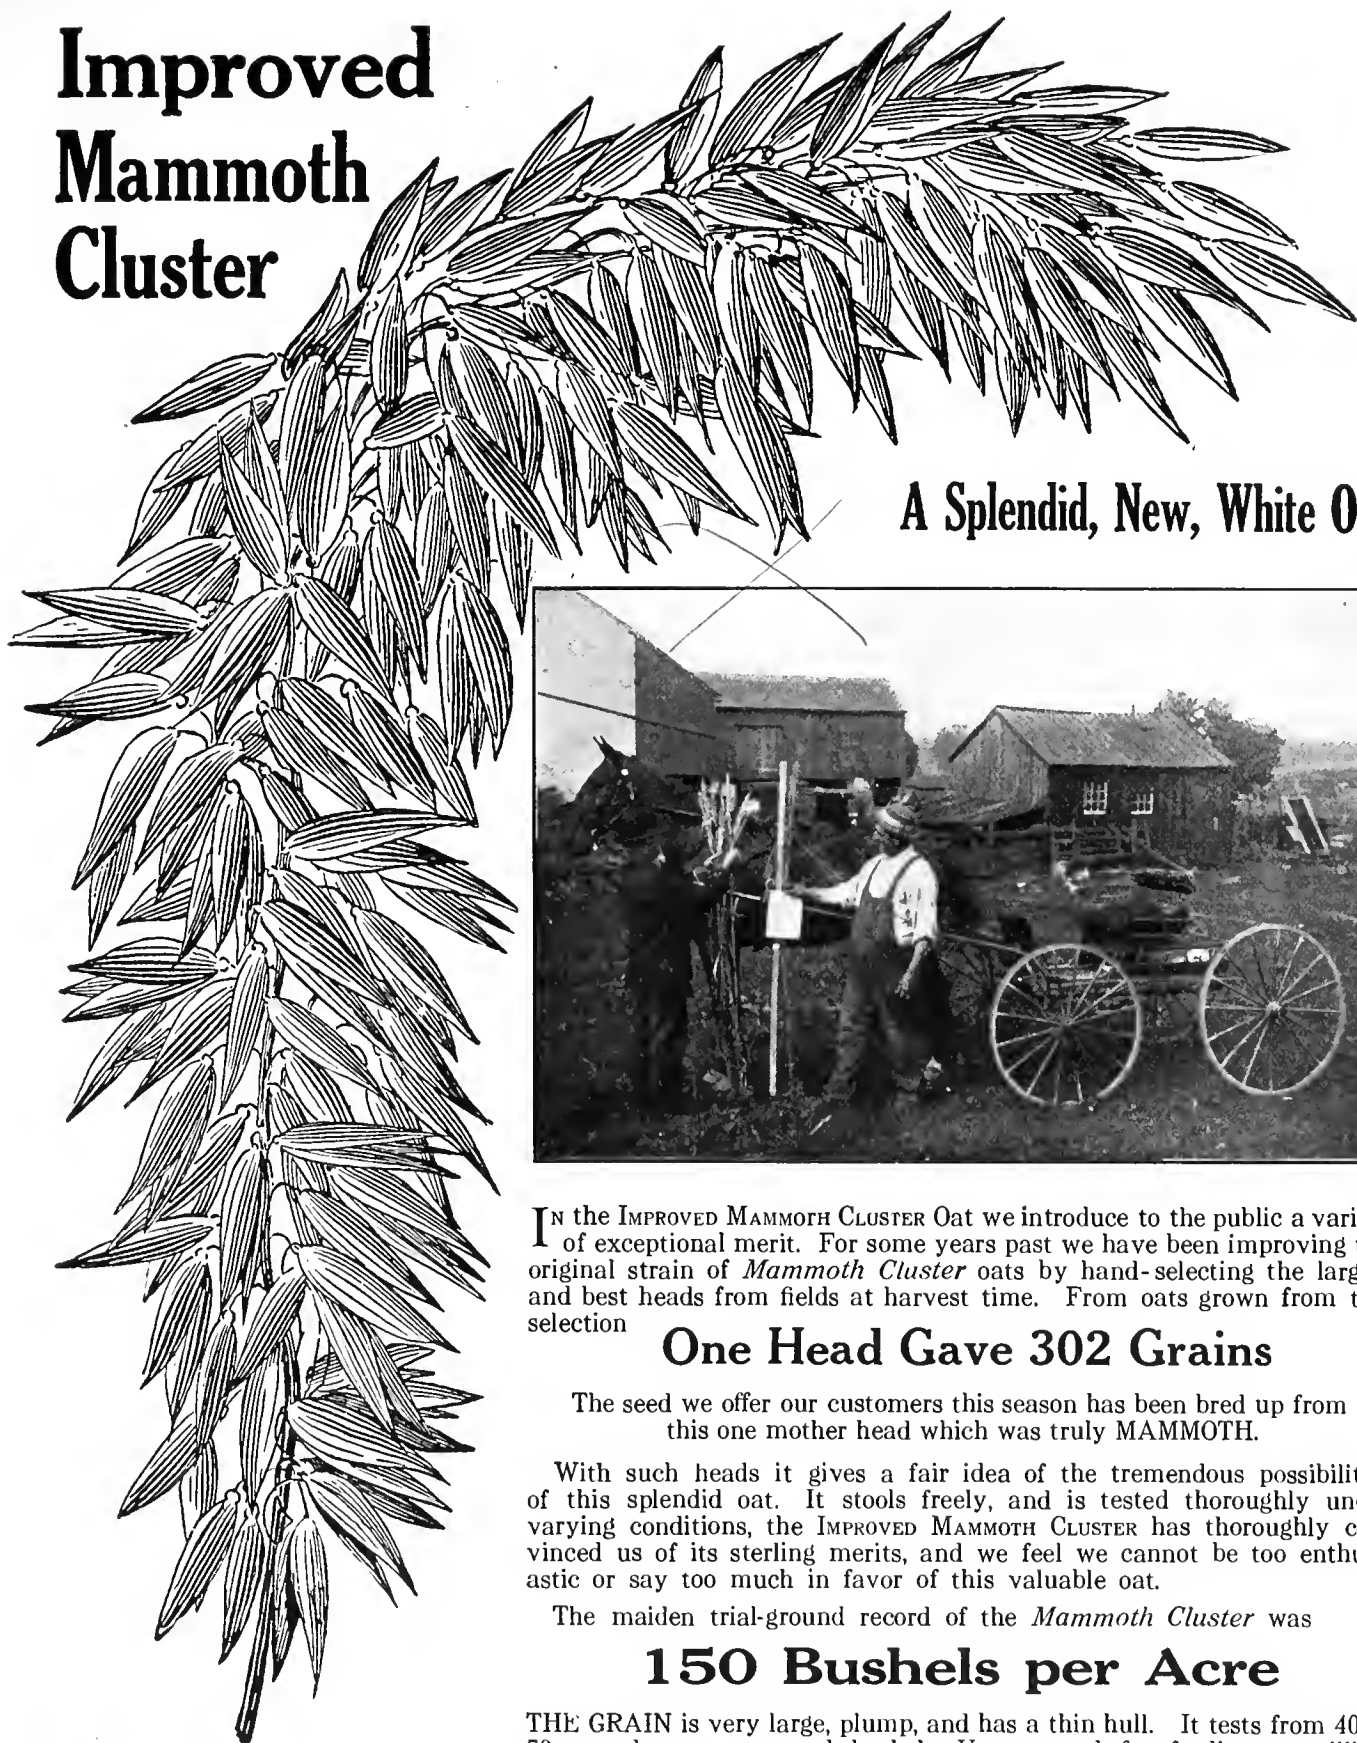 Improved
Mammoth
Cluster
A Splendid, New, White
IN the IMPROVED MAMMOTH CLUSTER Oat we introduce to the public a
of exceptional merit. For some years past we have been improving
original strain of Mammoth Cluster oats by hand-selecting the
and best heads from fields at harvest time. From oats grown from
selection
One Head Gave 302 Grains
The seed we offer our customers this season has been bred up from
this one mother head which was truly MAMMOTH.
With such heads it gives a fair idea of the tremendous
of this splendid oat. It stools freely, and is tested thoroughly
varying conditions, the IMPROVED MAMMOTH CLUSTER has thoroughly
vinced us of its sterling merits, and we feel we cannot be too
astic or say too much in favor of this valuable oat.
The maiden trial-ground record of the Mammoth Cluster was
150 Bushels per Acre
THE GRAIN is very large, plump, and has a thin hull. It tests from 40